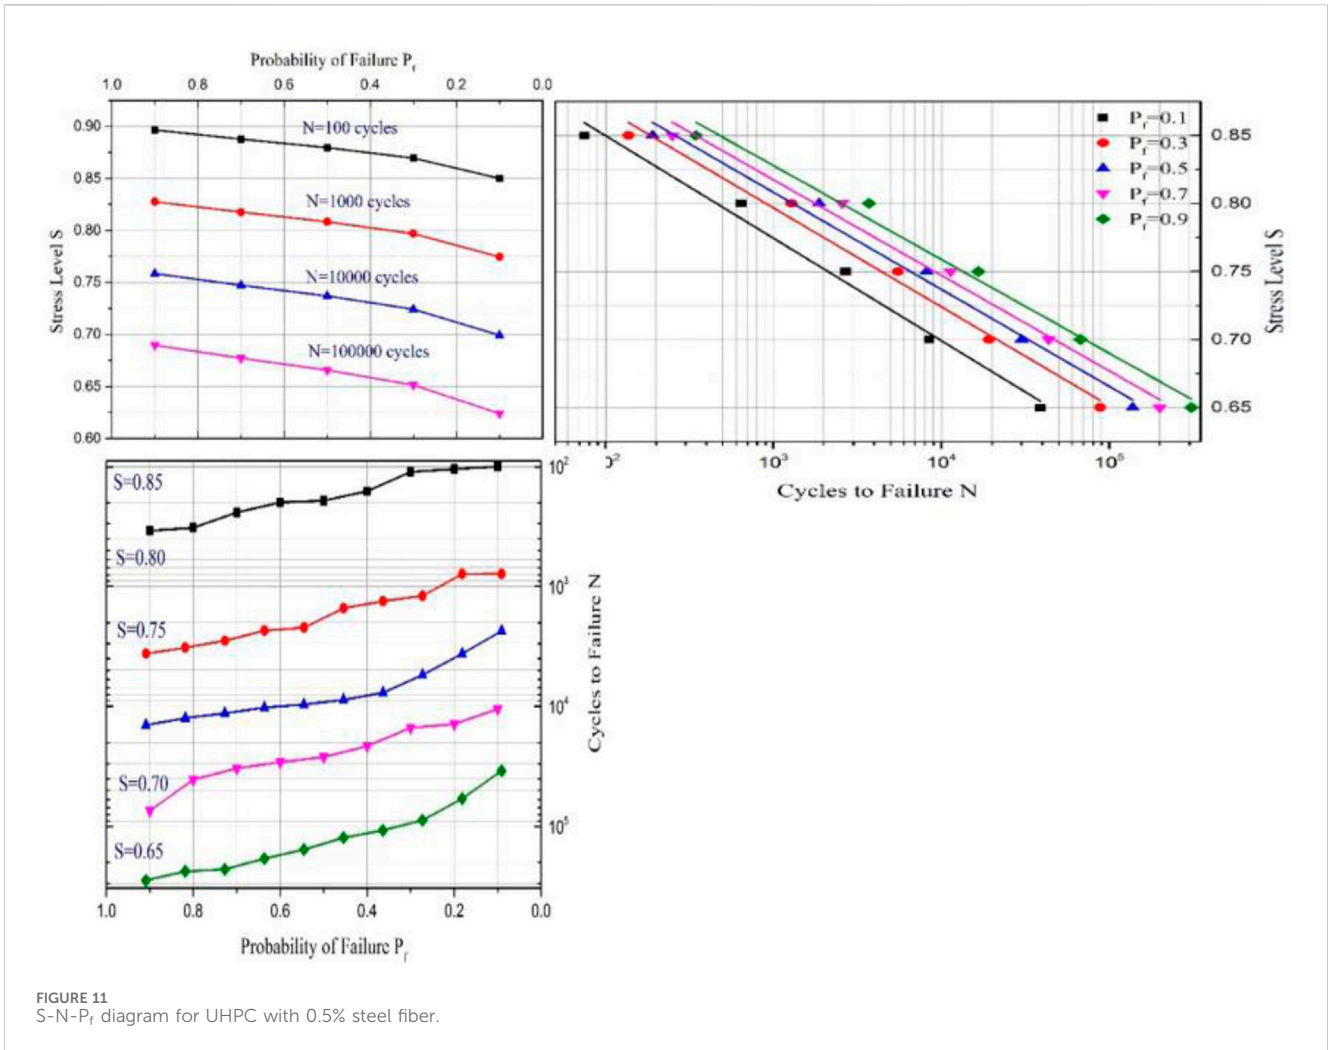 Probability of Failure Pf
1.0 0.8 0.6 0.4 0.2 0.0
0.90
0.85
0.80
0.75
0.70
0.65
0.60
Stress Level S
N=100 cycles
N=1000 cycles
N=10000 cycles
N=100000 cycles
Pf=0.1
Pf=0.3
Pf=0.5
Pf=0.7
Pf=0.9
0.85
0.80
0.75
0.70
0.65
Stress Level S
10² 10³ 10⁴ 10⁵
Cycles to Failure N
S=0.85
S=0.80
S=0.75
S=0.70
S=0.65
10²
10³
10⁴
10⁵
Cycles to Failure N
1.0 0.8 0.6 0.4 0.2 0.0
Probability of Failure Pf
FIGURE 11
S-N-Pf diagram for UHPC with 0.5% steel fiber.